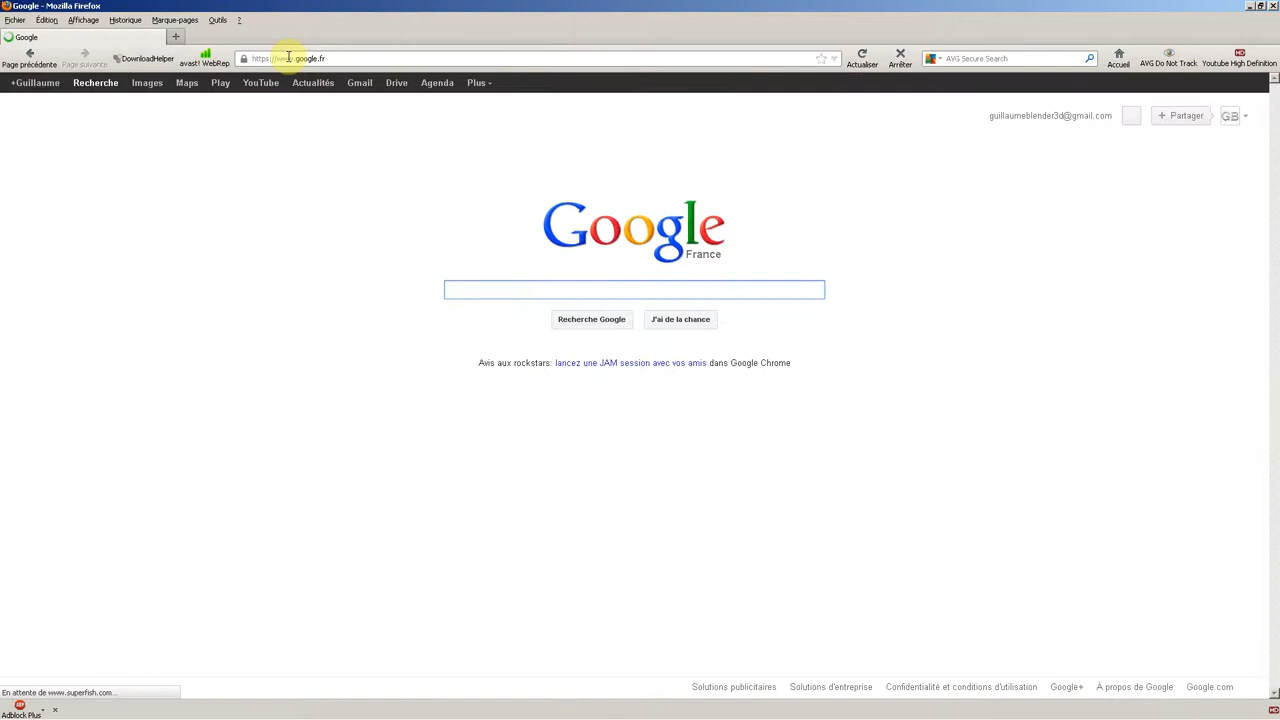 Google - Mozilla Firefox
Fichier Édition Affichage Historique Marque-pages Outils ?
Google
Page précédente Page suivante DownloadHelper avast! WebRep https://www.google.fr Actualiser Arrêter AVG Secure Search Accueil AVG Do Not Track Youtube High Definition
+Guillaume Recherche Images Maps Play YouTube Actualités Gmail Drive Agenda Plus
guillaumeblender3d@gmail.com + Partager GB
Google
France
Recherche Google J'ai de la chance
Avis aux rockstars: lancez une JAM session avec vos amis dans Google Chrome
Solutions publicitaires Solutions d'entreprise Confidentialité et conditions d'utilisation Google+ À propos de Google Google.com
En attente de www.superfish.com...
ABP
Adblock Plus